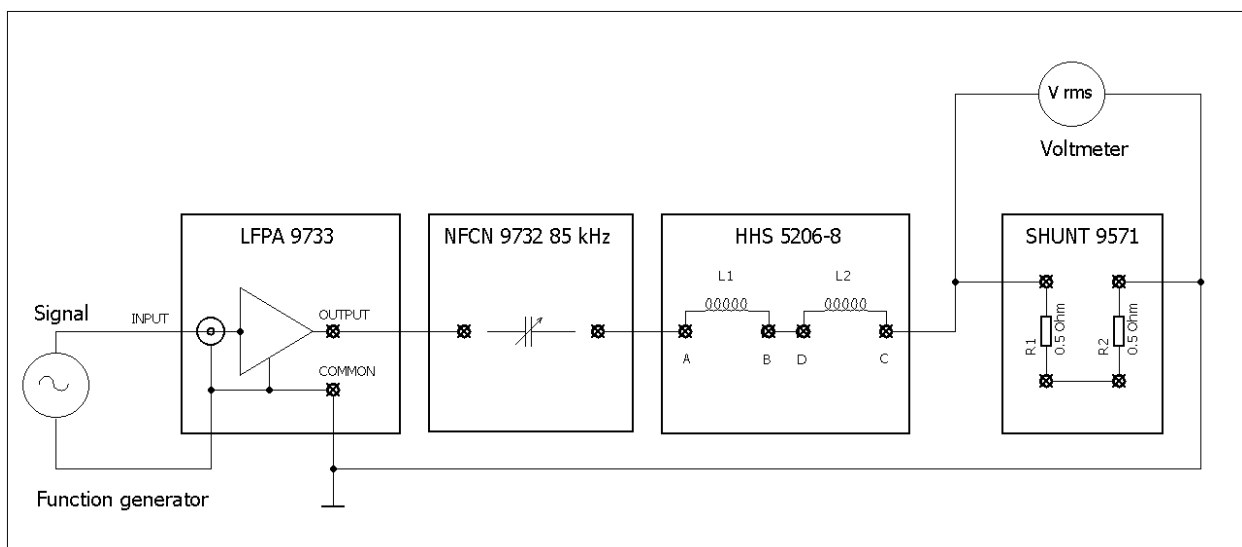 V rms
Voltmeter
LFPA 9733
NFCN 9732 85 kHz
HHS 5206-8
SHUNT 9571
L1
L2
Signal
INPUT
OUTPUT
A
B
D
C
R1
0.5 Ohm
R2
0.5 Ohm
COMMON
Function generator